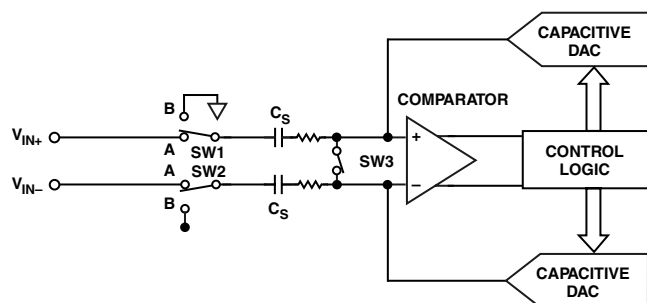 CAPACITIVE
DAC
COMPARATOR
B
CS
VIN+
A
SW1
+
SW3
CONTROL
LOGIC
VIN–
A
SW2
–
B
CS
CAPACITIVE
DAC